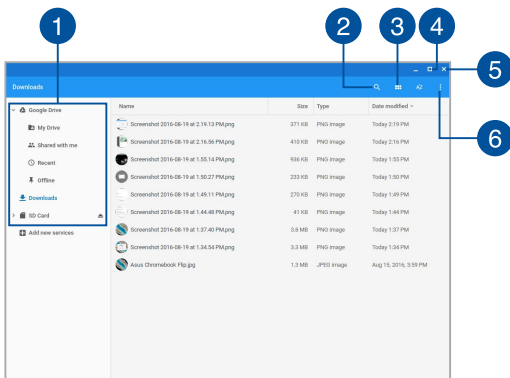 1
2
3
4
5
6
Downloads
AZ
Google Drive
My Drive
Shared with me
Recent
Offline
Downloads
SD Card
Add new services
Name Size Type Date modified
Screenshot 2016-08-19 at 2.19.13 PM.png 371 KB PNG image Today 2:19 PM
Screenshot 2016-08-19 at 2.16.56 PM.png 410 KB PNG image Today 2:16 PM
Screenshot 2016-08-19 at 1.55.14 PM.png 936 KB PNG image Today 1:55 PM
Screenshot 2016-08-19 at 1.50.27 PM.png 233 KB PNG image Today 1:50 PM
Screenshot 2016-08-19 at 1.49.11 PM.png 270 KB PNG image Today 1:49 PM
Screenshot 2016-08-19 at 1.44.48 PM.png 41 KB PNG image Today 1:44 PM
Screenshot 2016-08-19 at 1.37.40 PM.png 3.8 MB PNG image Today 1:37 PM
Screenshot 2016-08-19 at 1.34.54 PM.png 3.3 MB PNG image Today 1:34 PM
Asus Chromebook Flip.jpg 1.3 MB JPEG image Aug 15, 2016, 3:59 PM